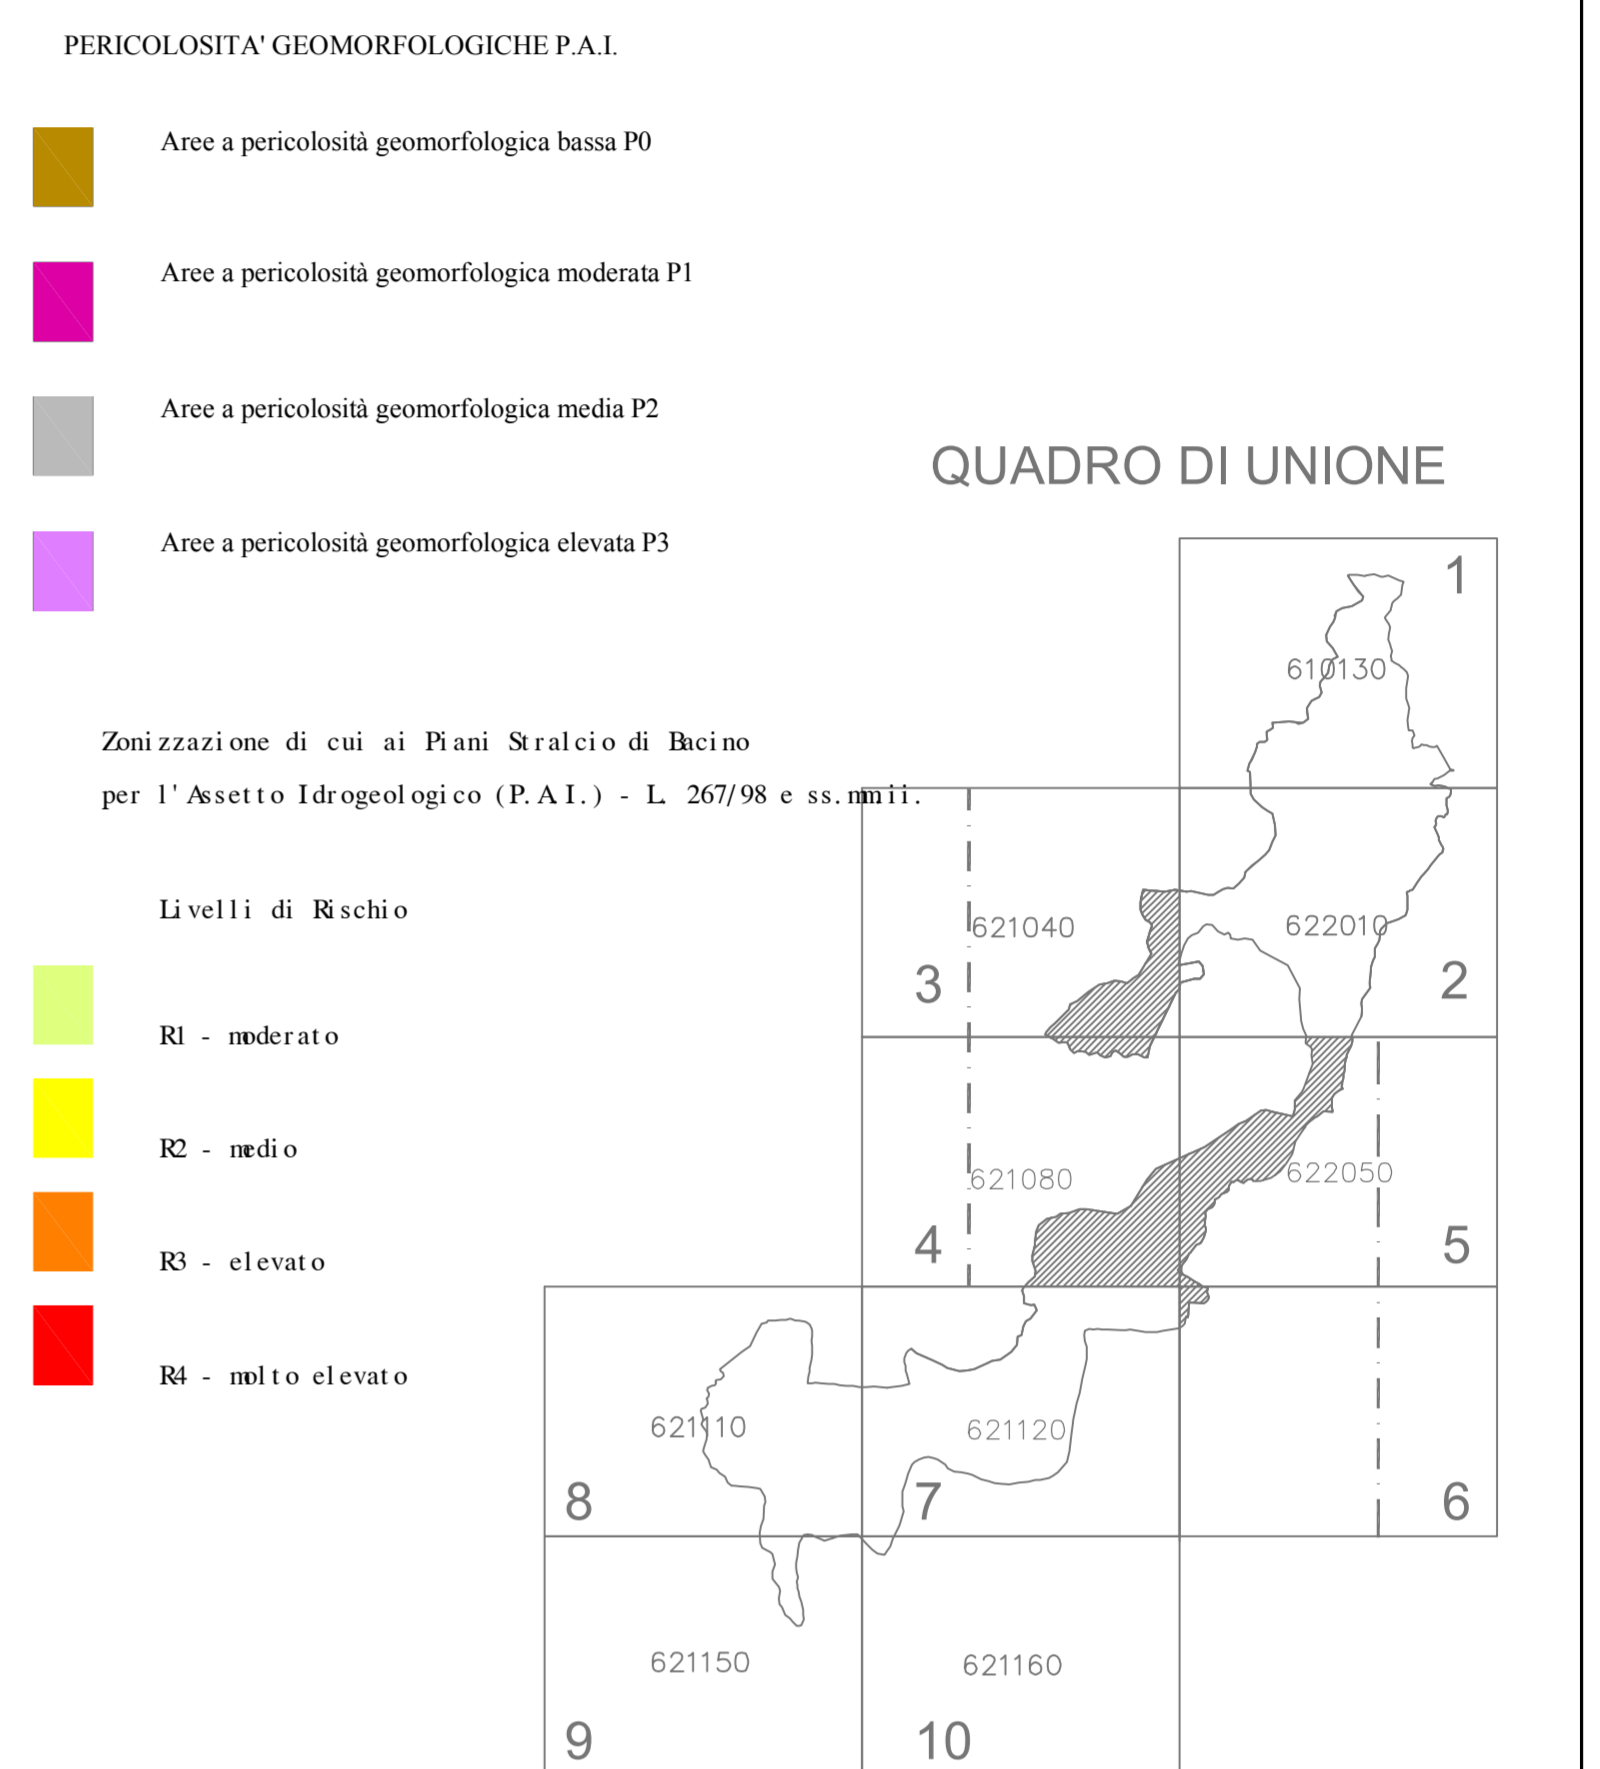 PERICOLOSITA' GEOMORFOLOGICHE P.A.I.
Aree a pericolosità geomorfologica bassa P0
Aree a pericolosità geomorfologica moderata P1
Aree a pericolosità geomorfologica media P2
Aree a pericolosità geomorfologica elevata P3
Zonizzazione di cui ai Piani Stralcio di Bacino
per l'Assetto Idrogeologico (P.A.I.) - L. 267/98 e ss.mm.ii.
Livelli di Rischio
R1 - moderato
R2 - medio
R3 - elevato
R4 - molto elevato
QUADRO DI UNIONE
1
610130
621040
622010
3
2
621080
622050
4
5
621110
621120
8
7
6
621150
621160
9
10